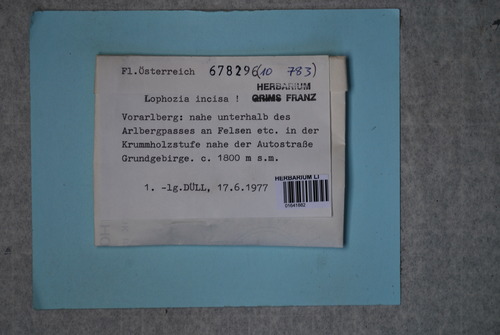 Fl.Österreich 678296 (10 783)
HERBARIUM
Lophozia incisa ! GRIMS FRANZ
Vorarlberg: nahe unterhalb des
Arlbergpasses an Felsen etc. in der
Krummholzstufe nahe der Autostraße
Grundgebirge. c. 1800 m s.m.
1. -lg.DÜLL, 17.6.1977
HERBARIUM LI